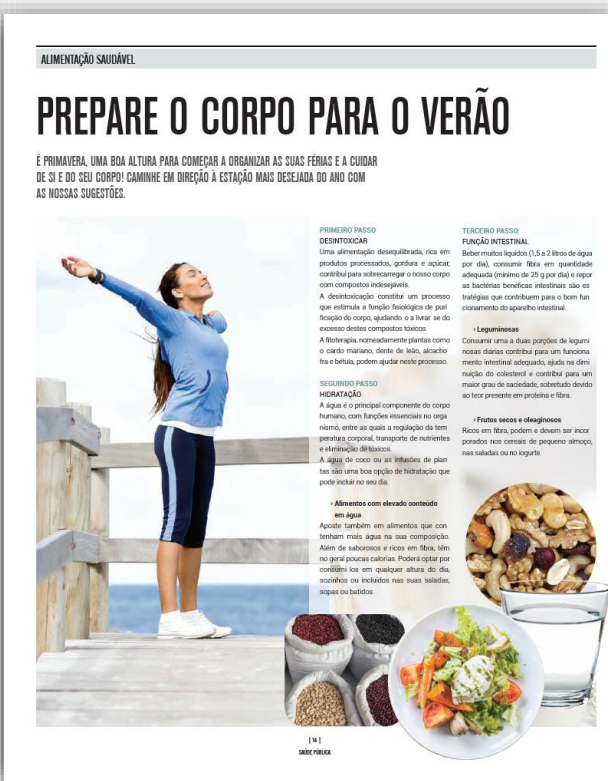 ALIMENTAÇÃO SAUDÁVEL
PREPARE O CORPO PARA O VERÃO
É PRIMAVERA, UMA BOA ALTURA PARA COMEÇAR A ORGANIZAR AS SUAS FÉRIAS E A CUIDAR
DE SI E DO SEU CORPO! CAMINHE EM DIREÇÃO À ESTAÇÃO MAIS DESEJADA DO ANO COM
AS NOSSAS SUGESTÕES.
PRIMEIRO PASSO
DESINTOXICAR
Uma alimentação desequilibrada, rica em
produtos processados, gordura e açúcar,
contribui para sobrecarregar o nosso corpo
com compostos indesejáveis.
A desintoxicação constitui um processo
que estimula a função fisiológica de puri
ficação do corpo, ajudando o a livrar se do
excesso destes compostos tóxicos.
A fitoterapia, nomeadamente plantas como
o cardo mariano, dente de leão, alcacho
fra e bétula, podem ajudar neste processo.
SEGUINDO PASSO
HIDRATAÇÃO
A água é o principal componente do corpo
humano, com funções essenciais no orga
nismo, entre as quais a regulação da tem
peratura corporal, transporte de nutrientes
e eliminação de tóxicos.
A água de coco ou as infusões de plan
tas são uma boa opção de hidratação que
pode incluir no seu dia.
› Alimentos com elevado conteúdo
em água
Aposte também em alimentos que con
tenham mais água na sua composição.
Além de saborosos e ricos em fibra, têm
no geral poucas calorias. Poderá optar por
consumi los em qualquer altura do dia,
sozinhos ou incluídos nas suas saladas,
sopas ou batidos.
TERCEIRO PASSO:
FUNÇÃO INTESTINAL
Beber muitos líquidos (1,5 a 2 litros de água
por dia), consumir fibra em quantidade
adequada (mínimo de 25 g por dia) e repor
as bactérias benéficas intestinais são es
tratégias que contribuem para o bom fun
cionamento do aparelho intestinal.
› Leguminosas
Consumir uma a duas porções de legumi
nosas diárias contribui para um funciona
mento intestinal adequado, ajuda na dimi
nuição do colesterol e contribui para um
maior grau de saciedade, sobretudo devido
ao teor presente em proteína e fibra.
› Frutos secos e oleaginosos
Ricos em fibra, podem e devem ser incor
porados nos cereais de pequeno almoço,
nas saladas ou no iogurte.
| 14 |
SAÚDE PÚBLICA